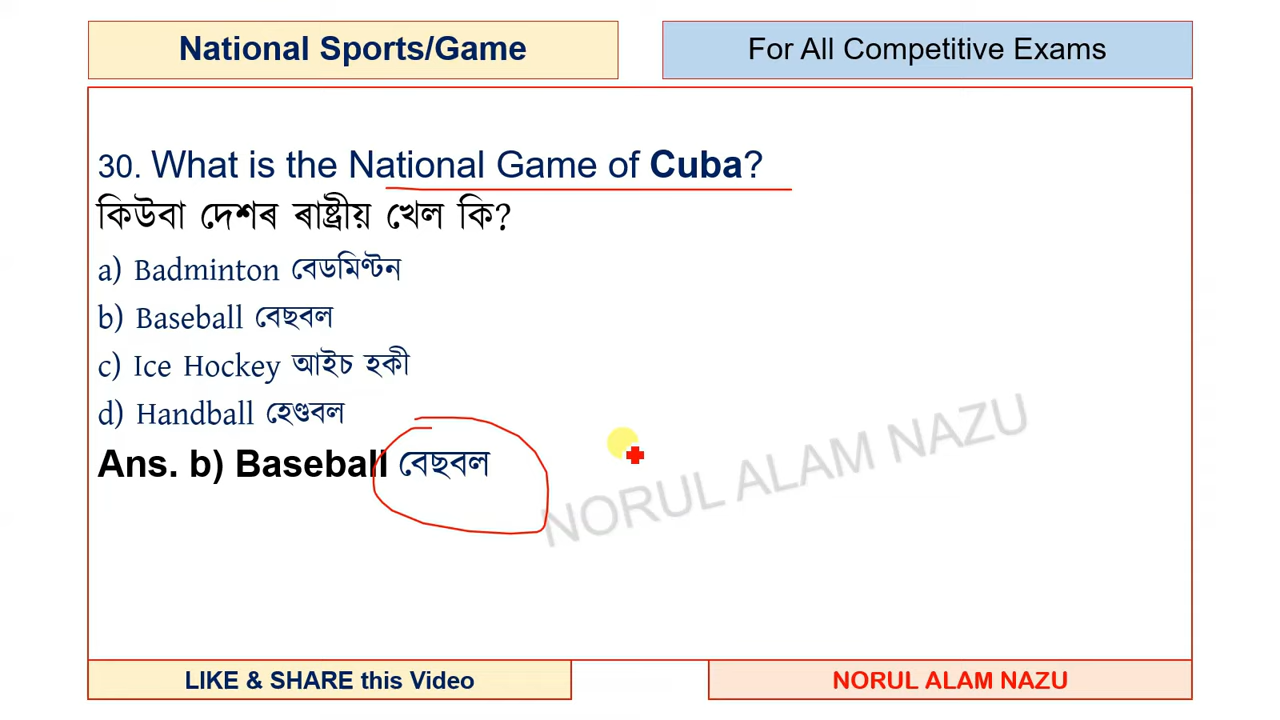 National Sports/Game
For All Competitive Exams
30. What is the National Game of Cuba?
কিউবা দেশৰ ৰাষ্ট্ৰীয় খেল কি?
a) Badminton বেডমিণ্টন
b) Baseball বেছবল
c) Ice Hockey আইচ হকী
d) Handball হেণ্ডবল
Ans. b) Baseball বেছবল
NORUL ALAM NAZU
LIKE & SHARE this Video
NORUL ALAM NAZU